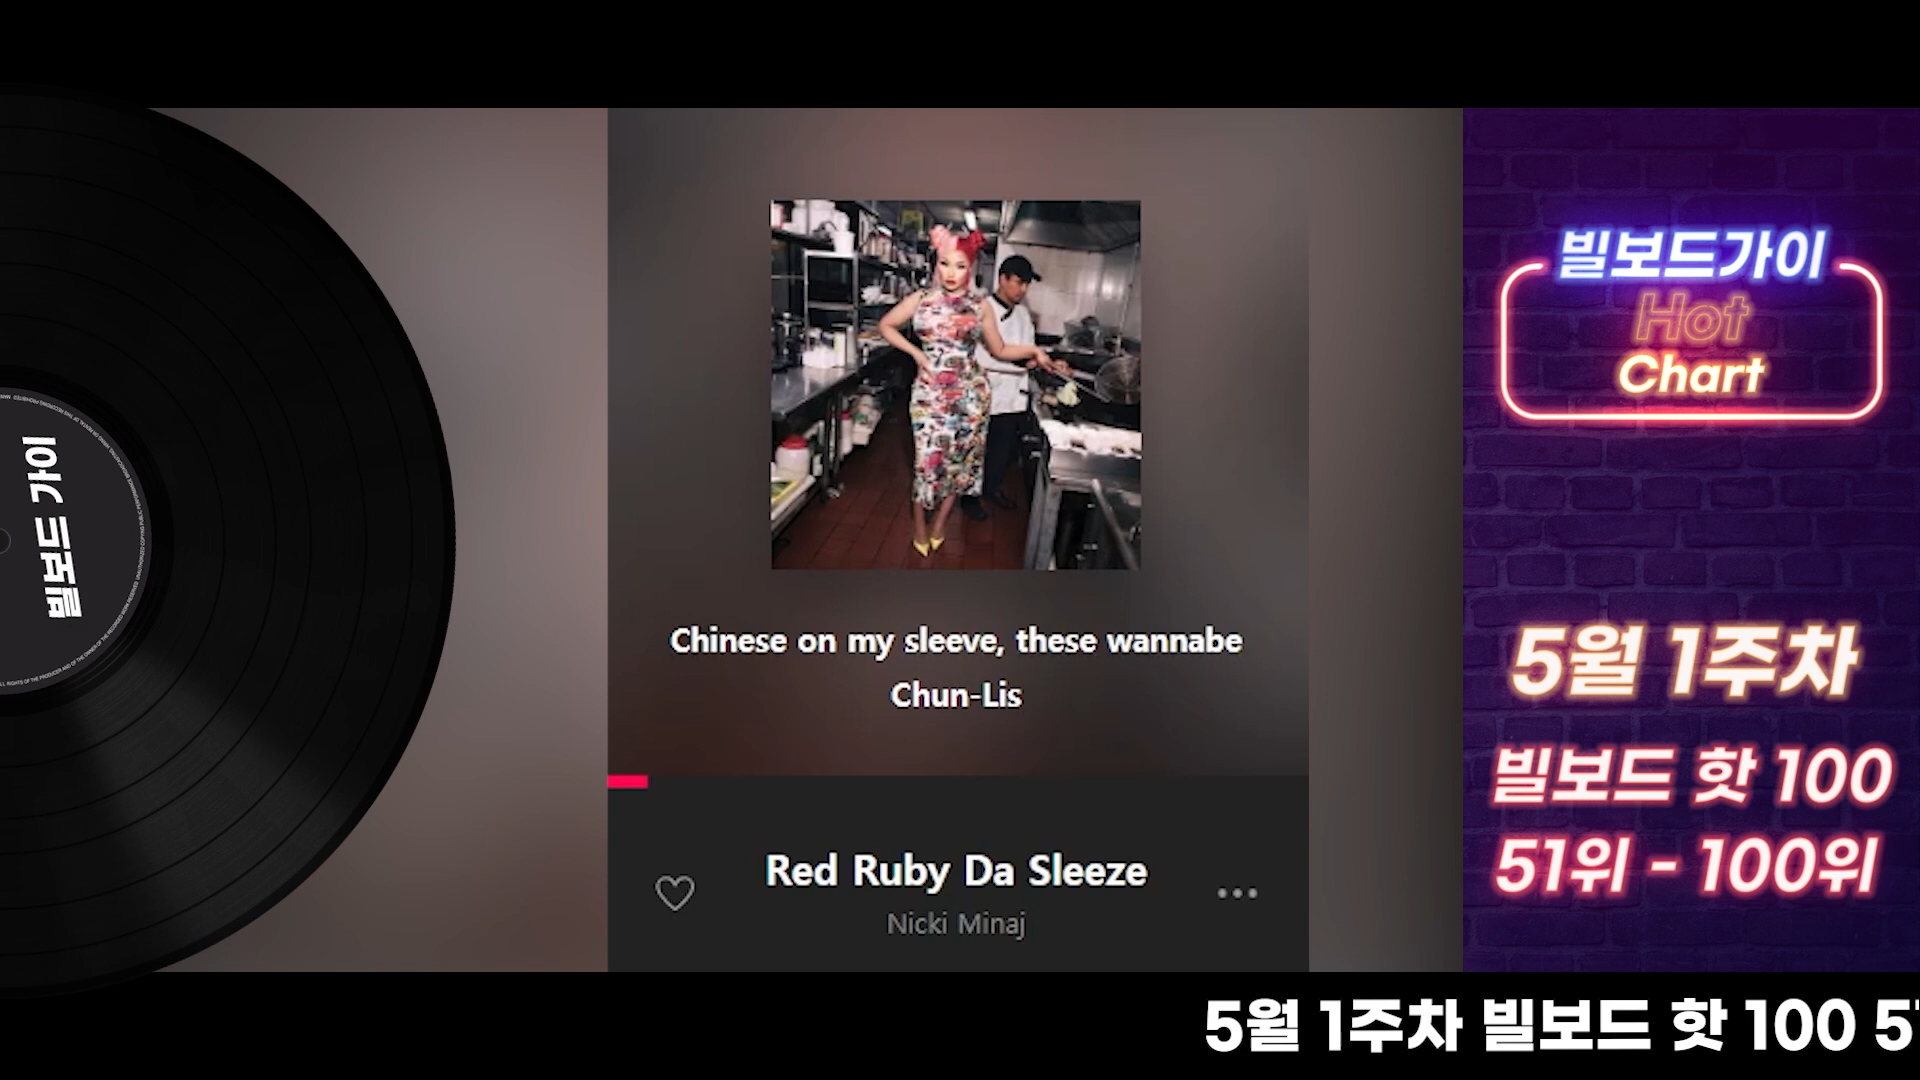 빌보드 가이
Chinese on my sleeve, these wannabe
Chun-Lis
Red Ruby Da Sleeze
Nicki Minaj
빌보드가이
Hot
Chart
5월 1주차
빌보드 핫 100
51위 - 100위
5월 1주차 빌보드 핫 100 5